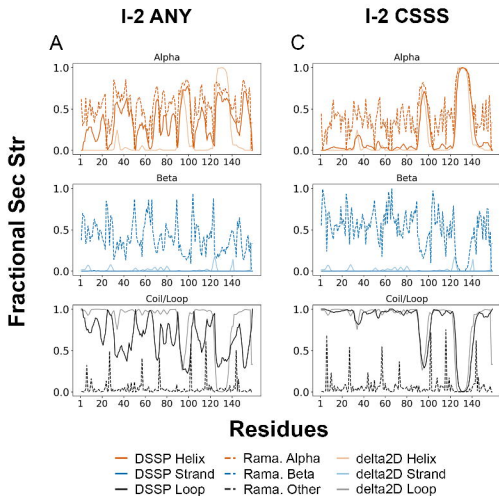 I-2 ANY
I-2 CSSS
A
C
Alpha
Alpha
1.0
0.5
0.0
1 20 40 60 80 100 120 140
1.0
0.5
0.0
1 20 40 60 80 100 120 140
Beta
Beta
1.0
0.5
0.0
1 20 40 60 80 100 120 140
1.0
0.5
0.0
1 20 40 60 80 100 120 140
Coil/Loop
Coil/Loop
1.0
0.5
0.0
1 20 40 60 80 100 120 140
1.0
0.5
0.0
1 20 40 60 80 100 120 140
Fractional Sec Str
Residues
DSSP Helix Rama. Alpha delta2D Helix
DSSP Strand Rama. Beta delta2D Strand
DSSP Loop Rama. Other delta2D Loop